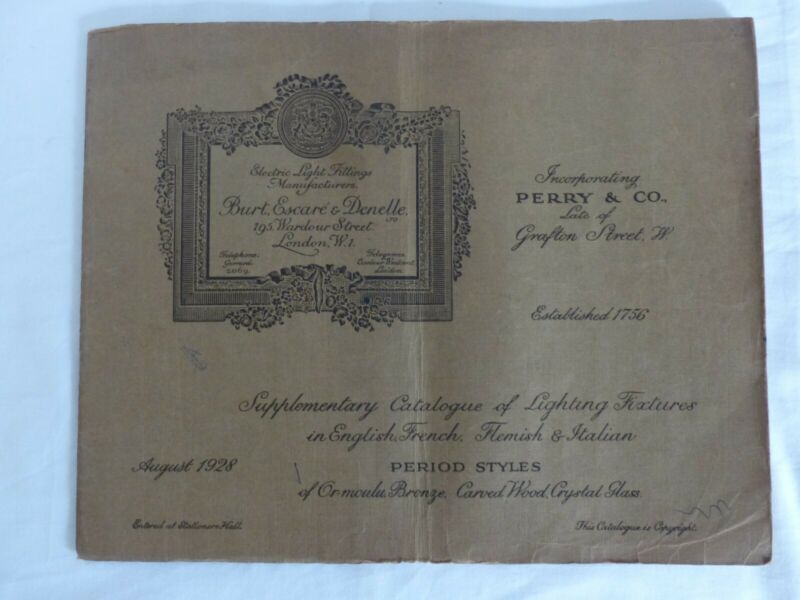 Electric Light Fittings
Manufacturers.
Burt, Escaré & Denelle, LTD
195, Wardour Street
London, W.1.
Telephone:
Gerrard
2069.
Telegrams:
London
Incorporating
PERRY & CO.,
Late of
Grafton Street, W.
Established 1756
Supplementary Catalogue of Lighting Fixtures
in English, French, Flemish & Italian
PERIOD STYLES
of Or-moulu, Bronze, Carved Wood, Crystal Glass.
August 1928
Entered at Stationers Hall.
This Catalogue is Copyright.